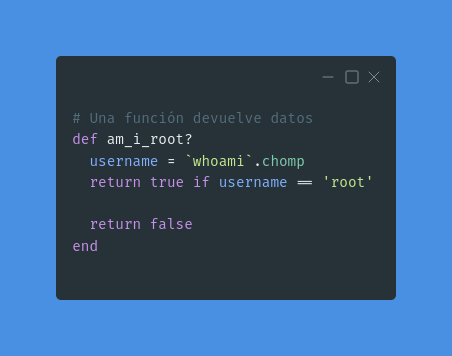 # Una función devuelve datos
def am_i_root?
  username = `whoami`.chomp
  return true if username == 'root'

  return false
end